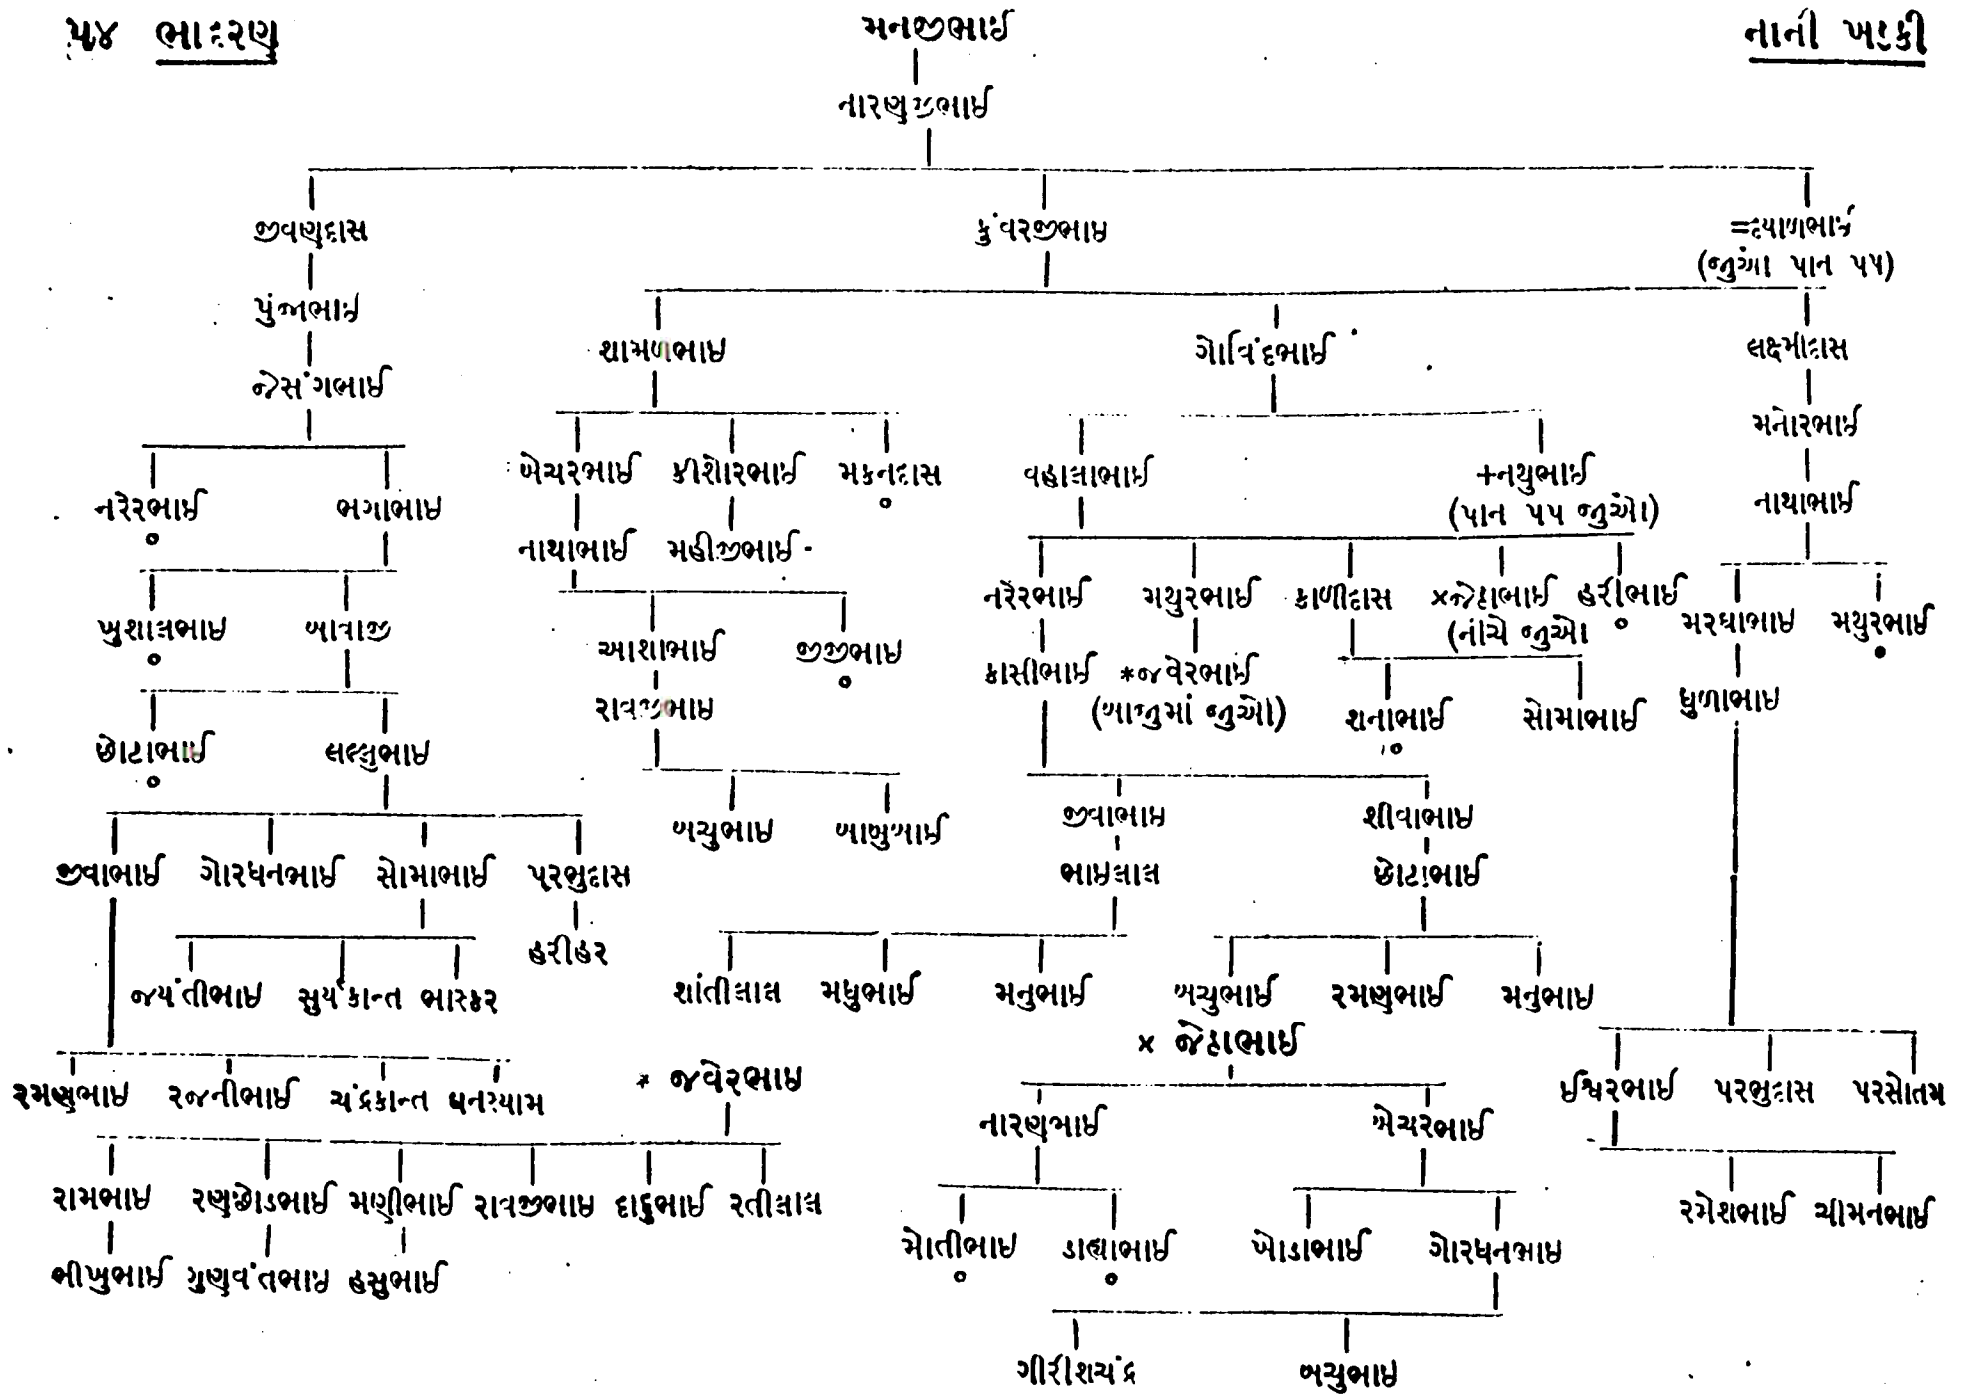 ૫૪ ભાદરણ મનજીભાઈ નાની ખડકી
નારણજીભાઈ
જીવણદાસ કુંવરજીભાઇ =દયાળભાઈ
(જુઓ પાન ૫૫)
પુંજાભાઈ
શામળભાઇ ગોવિંદભાઈ લક્ષ્મીદાસ
જેસંગભાઈ
મનોરભાઈ
બેચરભાઈ કીશોરભાઈ મકનદાસ વહાલાભાઈ +નથુભાઈ
નરેરભાઈ ભગાભાઇ (પાન ૫૫ જુએા) નાથાભાઈ
નાથાભાઈ મહીજીભાઈ
નરેરભાઈ મથુરભાઈ કાળીદાસ ×જેઠાભાઈ હરીભાઈ
ખુશાલભાઇ બાવાજી (નીચે જુએા મરઘાભાઇ મથુરભાઈ
આશાભાઈ જીજીભાઇ
કાસીભાઈ *જવેરભાઈ
રાવજીભાઇ (બાજુમાં જુએા) શનાભાઈ સોમાભાઈ ધુળાભાઇ
છોટાભાઈ લલ્લુભાઇ
બચુભાઇ બાબુભાઈ જીવાભાઇ શીવાભાઇ
જીવાભાઈ ગોરધનભાઈ સોમાભાઈ પરભુદાસ ભાઇલાલ છોટાભાઈ
હરીહર
જયંતીભાઇ સુર્યકાન્ત ભાસ્કર શાંતીલાલ મધુભાઈ મનુભાઈ બચુભાઈ રમણભાઈ મનુભાઇ
× જેઠાભાઈ
* જવેરભાઇ
રમણભાઇ રજનીભાઈ ચંદ્રકાન્ત ઘનશ્યામ ઈશ્વરભાઈ પરભુદાસ પરસોતમ
નારણભાઈ બેચરભાઈ
રામભાઇ રણછોડભાઈ મણીભાઈ રાવજીભાઇ દાદુભાઈ રતીલાલ
રમેશભાઈ ચીમનભાઈ
મોતીભાઇ ડાહ્યાભાઈ ખોડાભાઈ ગોરધનભાઇ
ભીખુભાઈ ગુણવંતભાઇ હસુભાઈ
ગીરીશચંદ્ર બચુભાઇ